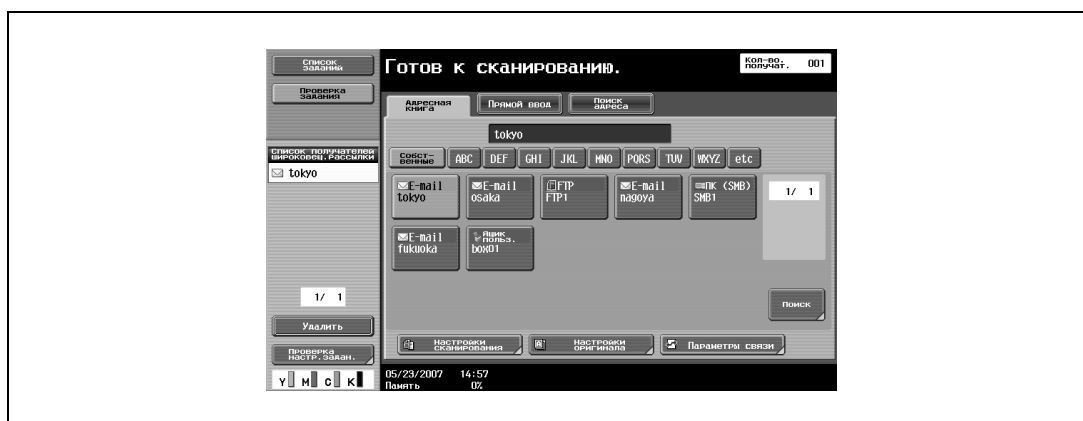 Список
заданий
Проверка
задания
Готов к сканированию.
Кол-во.
получат. 001
Адресная
книга
Прямой ввод
Поиск
адреса
tokyo
Список получателей
широковещ.рассылки
tokyo
Собст-
венные ABC DEF GHI JKL MNO PQRS TUV WXYZ etc
E-mail
tokyo
E-mail
osaka
FTP
FTP1
E-mail
nagoya
ПК (SMB)
SMB1
1/ 1
E-mail
fukuoka
Ящик
польз.
box01
1/ 1
Поиск
Удалить
Проверка
настр.задан.
Настройки
сканирования
Настройки
оригинала
Параметры связи
Y M C K
05/23/2007 14:57
Память 0%